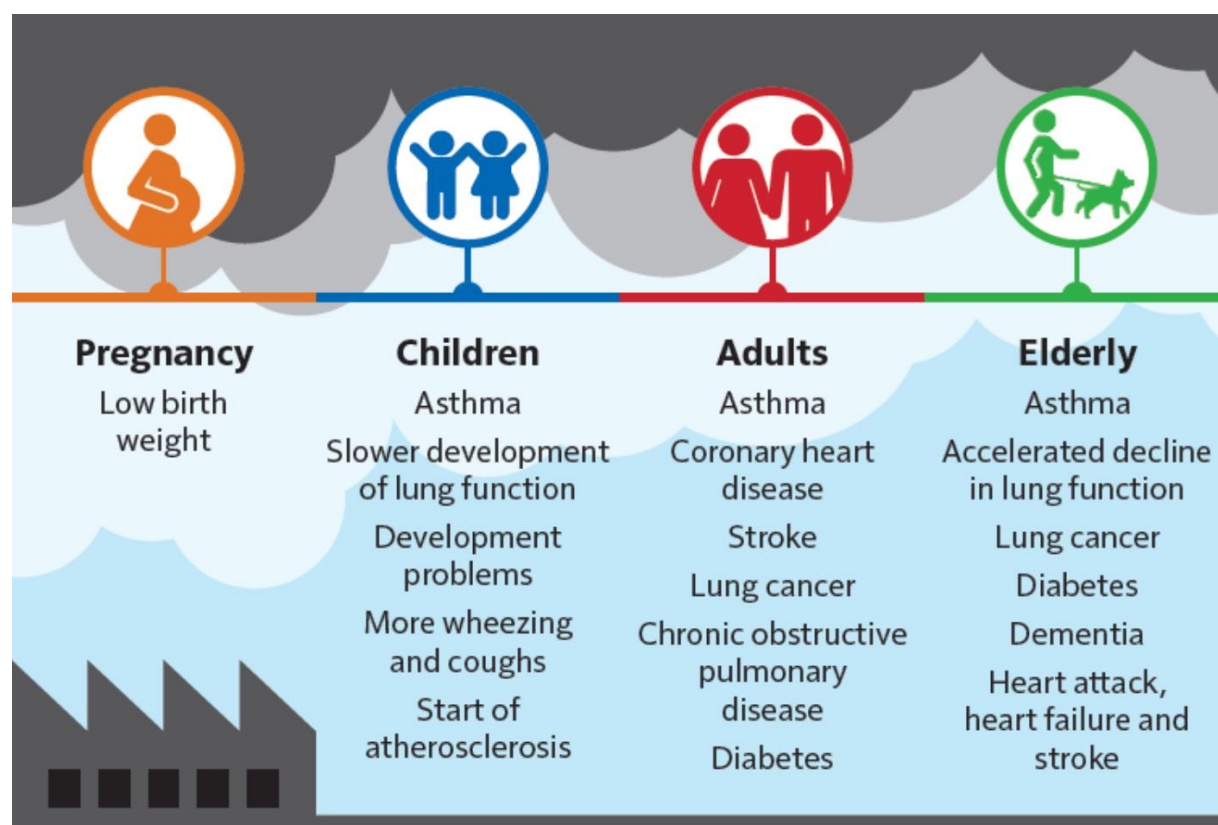 Pregnancy
Low birth
weight
Children
Asthma
Slower development
of lung function
Development
problems
More wheezing
and coughs
Start of
atherosclerosis
Adults
Asthma
Coronary heart
disease
Stroke
Lung cancer
Chronic obstructive
pulmonary
disease
Diabetes
Elderly
Asthma
Accelerated decline
in lung function
Lung cancer
Diabetes
Dementia
Heart attack,
heart failure and
stroke